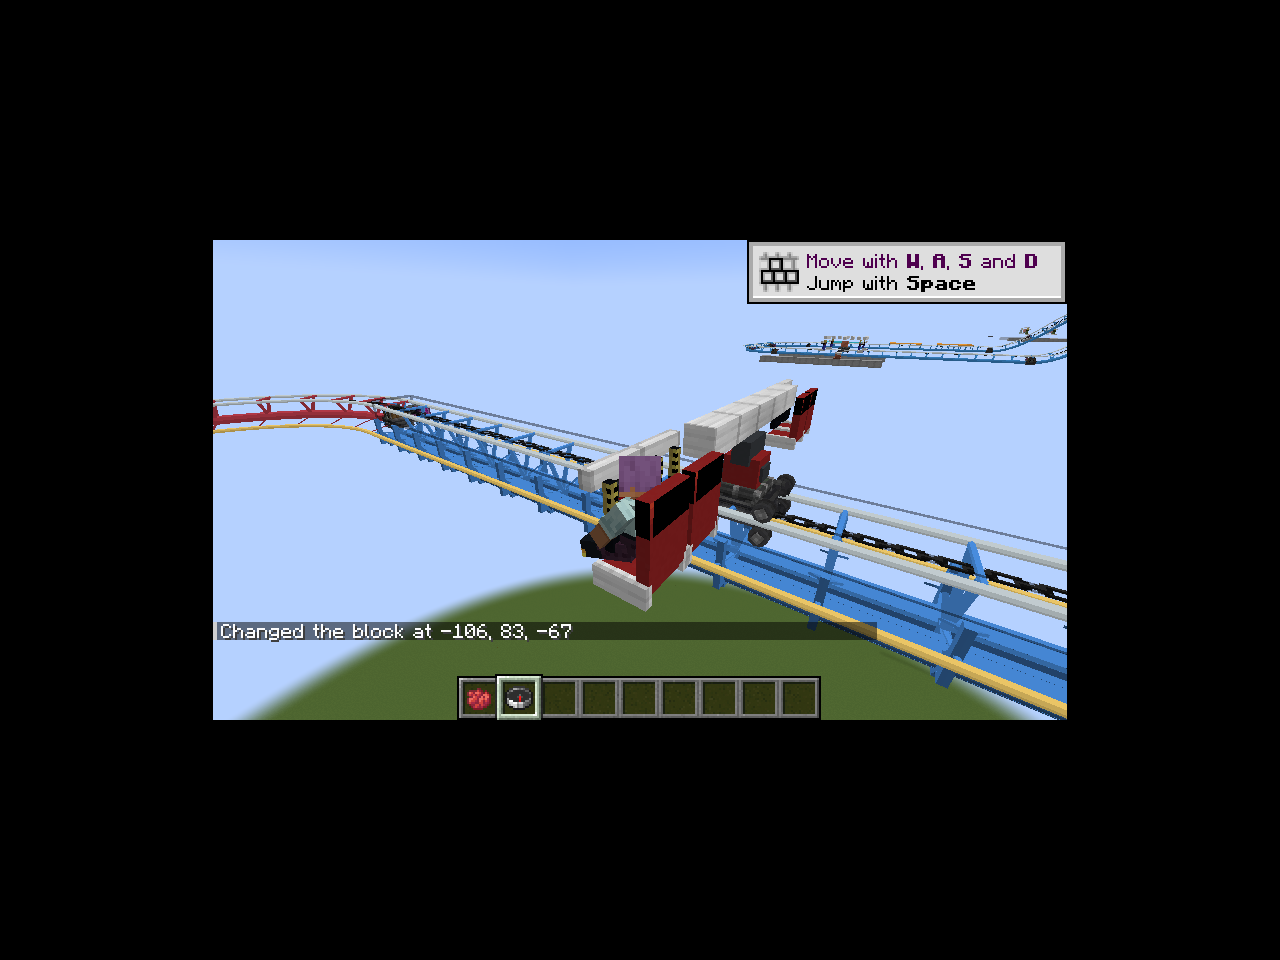 Move with W, A, S and D
Jump with Space
Changed the block at -106, 83, -67